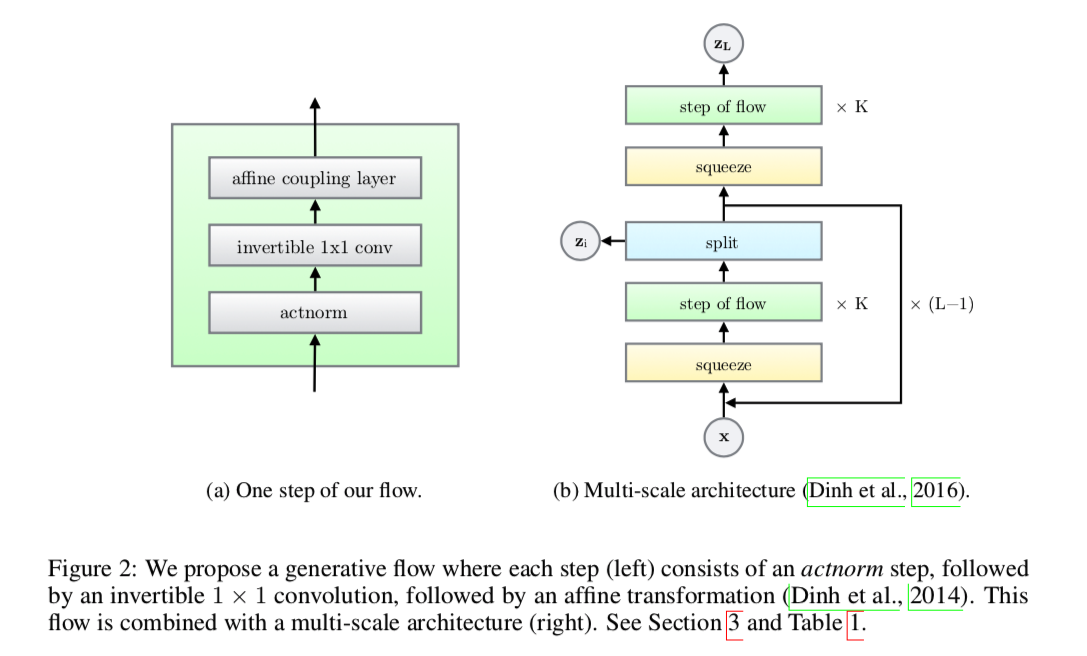 affine coupling layer
invertible 1x1 conv
actnorm
(a) One step of our flow.
z_L
step of flow × K
squeeze
z_i split
step of flow × K × (L−1)
squeeze
x
(b) Multi-scale architecture (Dinh et al., 2016).
Figure 2: We propose a generative flow where each step (left) consists of an actnorm step, followed
by an invertible 1 × 1 convolution, followed by an affine transformation (Dinh et al., 2014). This
flow is combined with a multi-scale architecture (right). See Section 3 and Table 1.